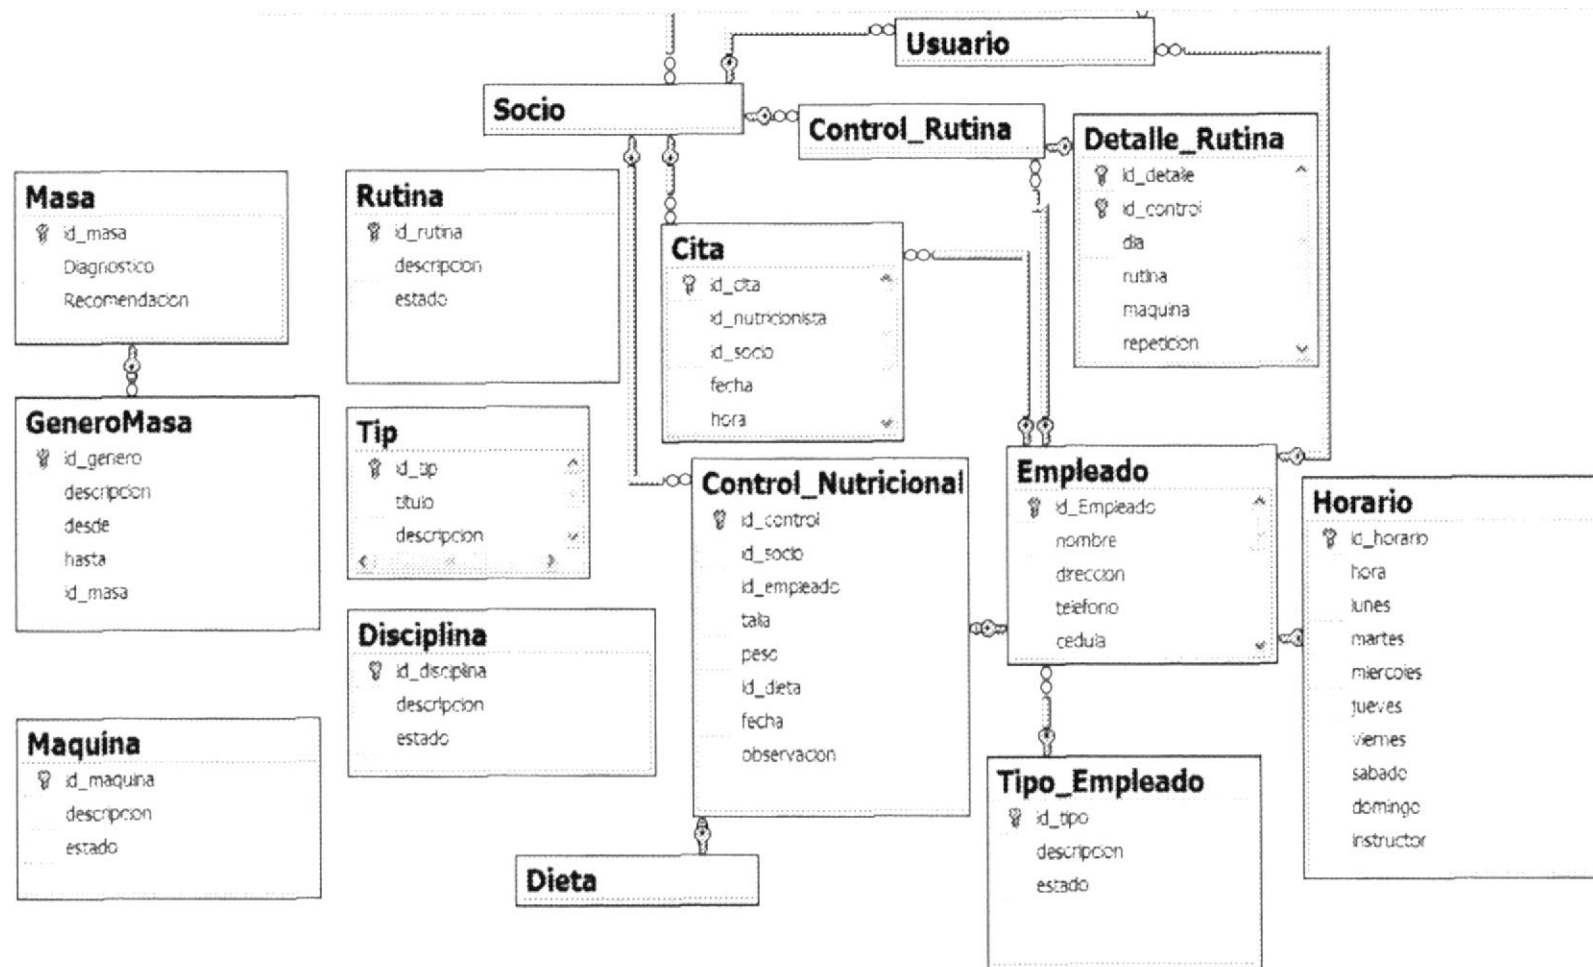 Usuario
Socio
Control_Rutina
Detalle_Rutina
id_detalle
id_control
dia
rutina
maquina
repeticion
Masa
id_masa
Diagnostico
Recomendacion
Rutina
id_rutina
descripcion
estado
Cita
id_cita
id_nutricionista
id_socio
fecha
hora
GeneroMasa
id_genero
descripcion
desde
hasta
id_masa
Tip
id_tip
titulo
descripcion
Control_Nutricional
id_control
id_socio
id_empleado
talla
peso
id_dieta
fecha
observacion
Empleado
id_Empleado
nombre
direccion
telefono
cedula
Horario
id_horario
hora
lunes
martes
miercoles
jueves
viernes
sabado
domingo
instructor
Disciplina
id_disciplina
descripcion
estado
Maquina
id_maquina
descripcion
estado
Tipo_Empleado
id_tipo
descripcion
estado
Dieta